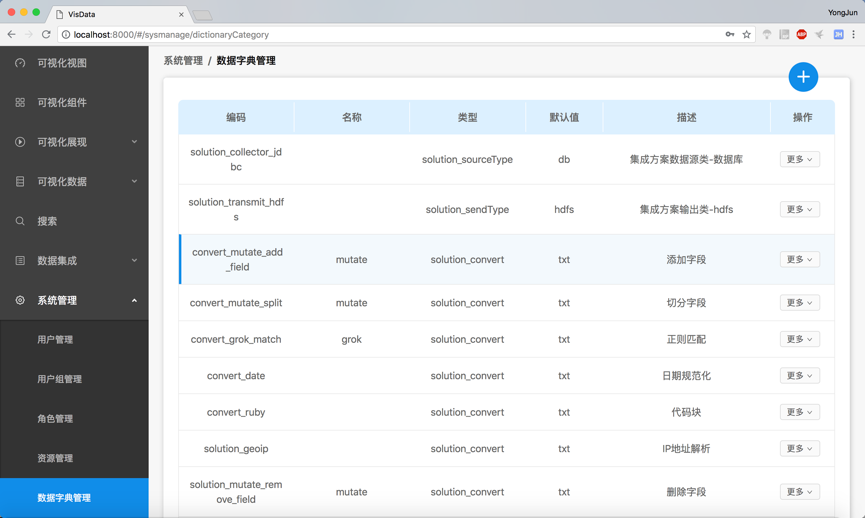 VisData
YongJun
localhost:8000/#/sysmanage/dictionaryCategory
ABP
JH
可视化视图
可视化组件
可视化展现
可视化数据
搜索
数据集成
系统管理
用户管理
用户组管理
角色管理
资源管理
数据字典管理
系统管理 / 数据字典管理
编码 名称 类型 默认值 描述 操作
solution_collector_jd
bc
solution_sourceType db 集成方案数据源类-数据库 更多
solution_transmit_hdf
s
solution_sendType hdfs 集成方案输出类-hdfs 更多
convert_mutate_add
_field
mutate solution_convert txt 添加字段 更多
convert_mutate_split mutate solution_convert txt 切分字段 更多
convert_grok_match grok solution_convert txt 正则匹配 更多
convert_date solution_convert txt 日期规范化 更多
convert_ruby solution_convert txt 代码块 更多
solution_geoip solution_convert txt IP地址解析 更多
solution_mutate_rem
ove_field
mutate solution_convert txt 删除字段 更多